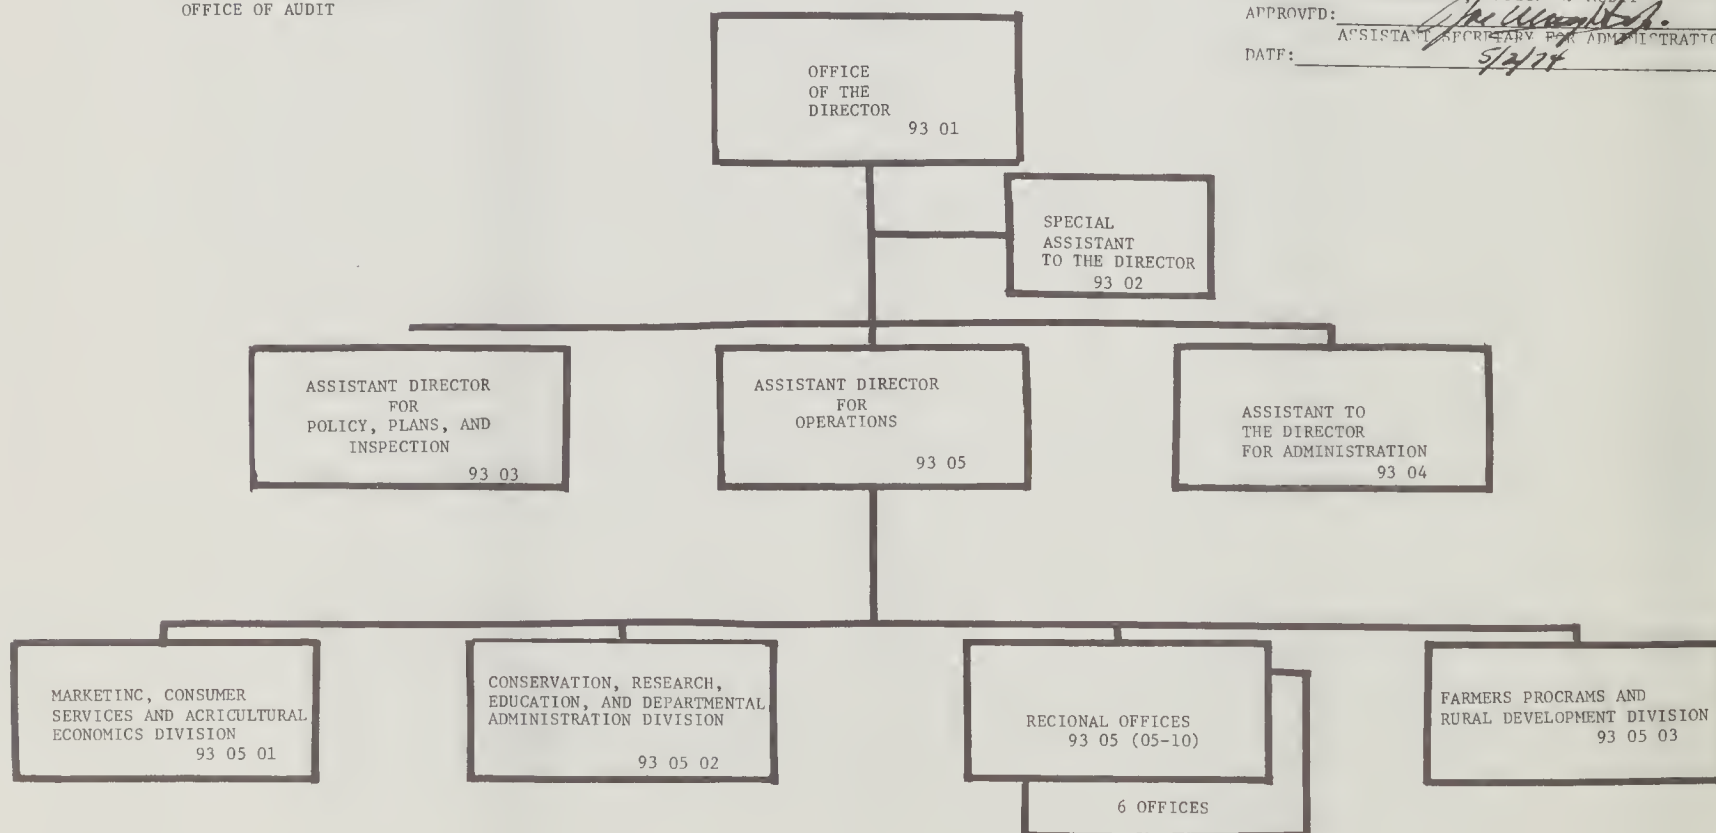 OFFICE OF AUDIT
APPROVED:
ASSISTANT SECRETARY FOR ADMINISTRATIO
DATE: 5/2/74
OFFICE
OF THE
DIRECTOR
93 01
SPECIAL
ASSISTANT
TO THE DIRECTOR
93 02
ASSISTANT DIRECTOR
FOR
POLICY, PLANS, AND
INSPECTION
93 03
ASSISTANT DIRECTOR
FOR
OPERATIONS
93 05
ASSISTANT TO
THE DIRECTOR
FOR ADMINISTRATION
93 04
MARKETINC, CONSUMER
SERVICES AND ACRICULTURAL
ECONOMICS DIVISION
93 05 01
CONSERVATION, RESEARCH,
EDUCATION, AND DEPARTMENTAL
ADMINISTRATION DIVISION
93 05 02
RECIONAL OFFICES
93 05 (05-10)
6 OFFICES
FARMERS PROCRAMS AND
RURAL DEVELOPMENT DIVISION
93 05 03